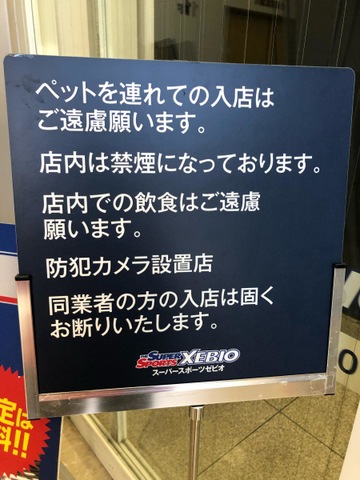 ペットを連れての入店は
ご遠慮願います。
店内は禁煙になっております。
店内での飲食はご遠慮
願います。
防犯カメラ設置店
同業者の方の入店は固く
お断りいたします。
THE SUPER SPORTS XEBIO
スーパースポーツゼビオ
定は
料!!